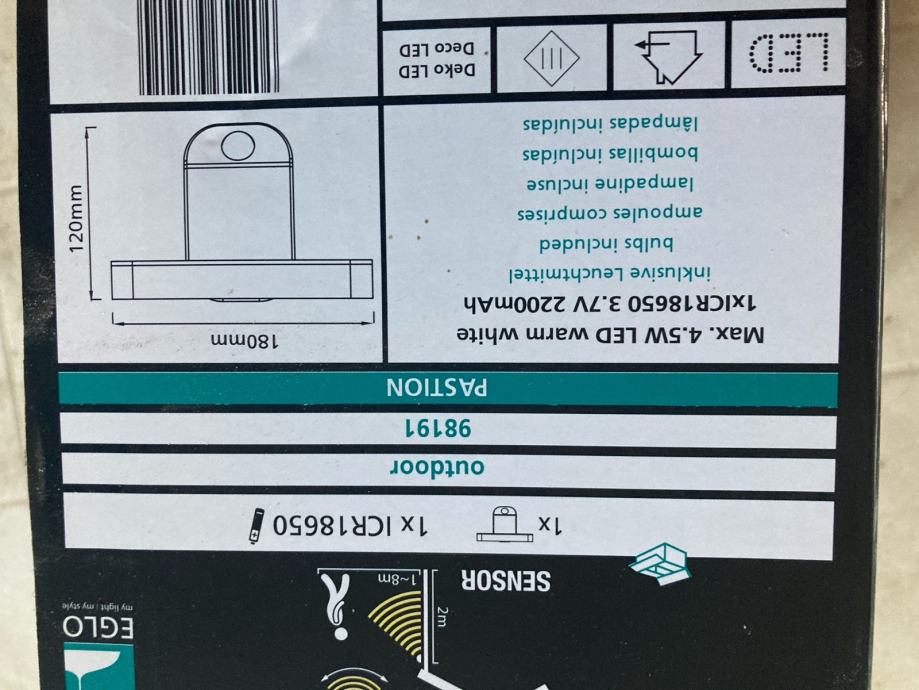 EGLO
my light | my style
2m
1~8m
SENSOR
1x
1x ICR18650
outdoor
98191
PASTION
Max. 4.5W LED warm white
1xICR18650 3.7V 2200mAh
inklusive Leuchtmittel
bulbs included
ampoules comprises
lampadine incluse
bombillas incluídas
lâmpadas incluídas
180mm
120mm
LED
Deko LED
Deco LED